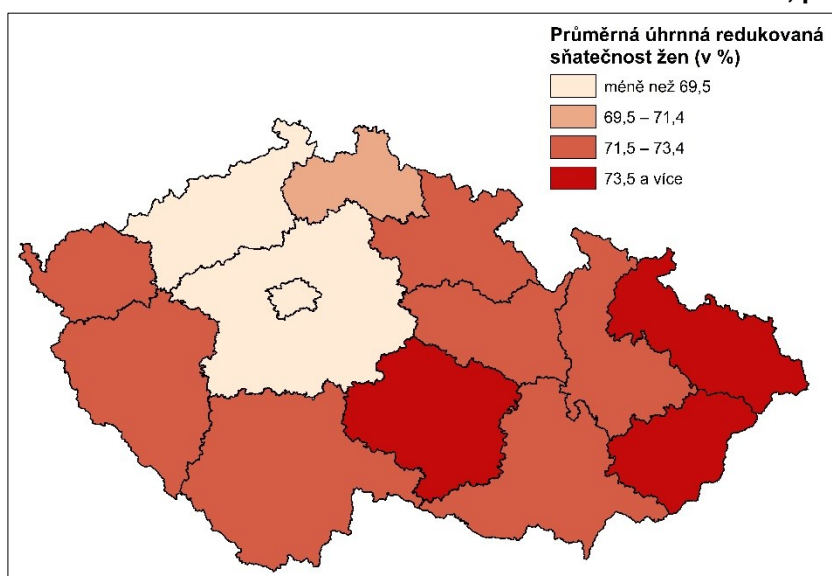 Průměrná úhrnná redukovaná
sňatečnost žen (v %)
méně než 69,5
69,5 – 71,4
71,5 – 73,4
73,5 a více